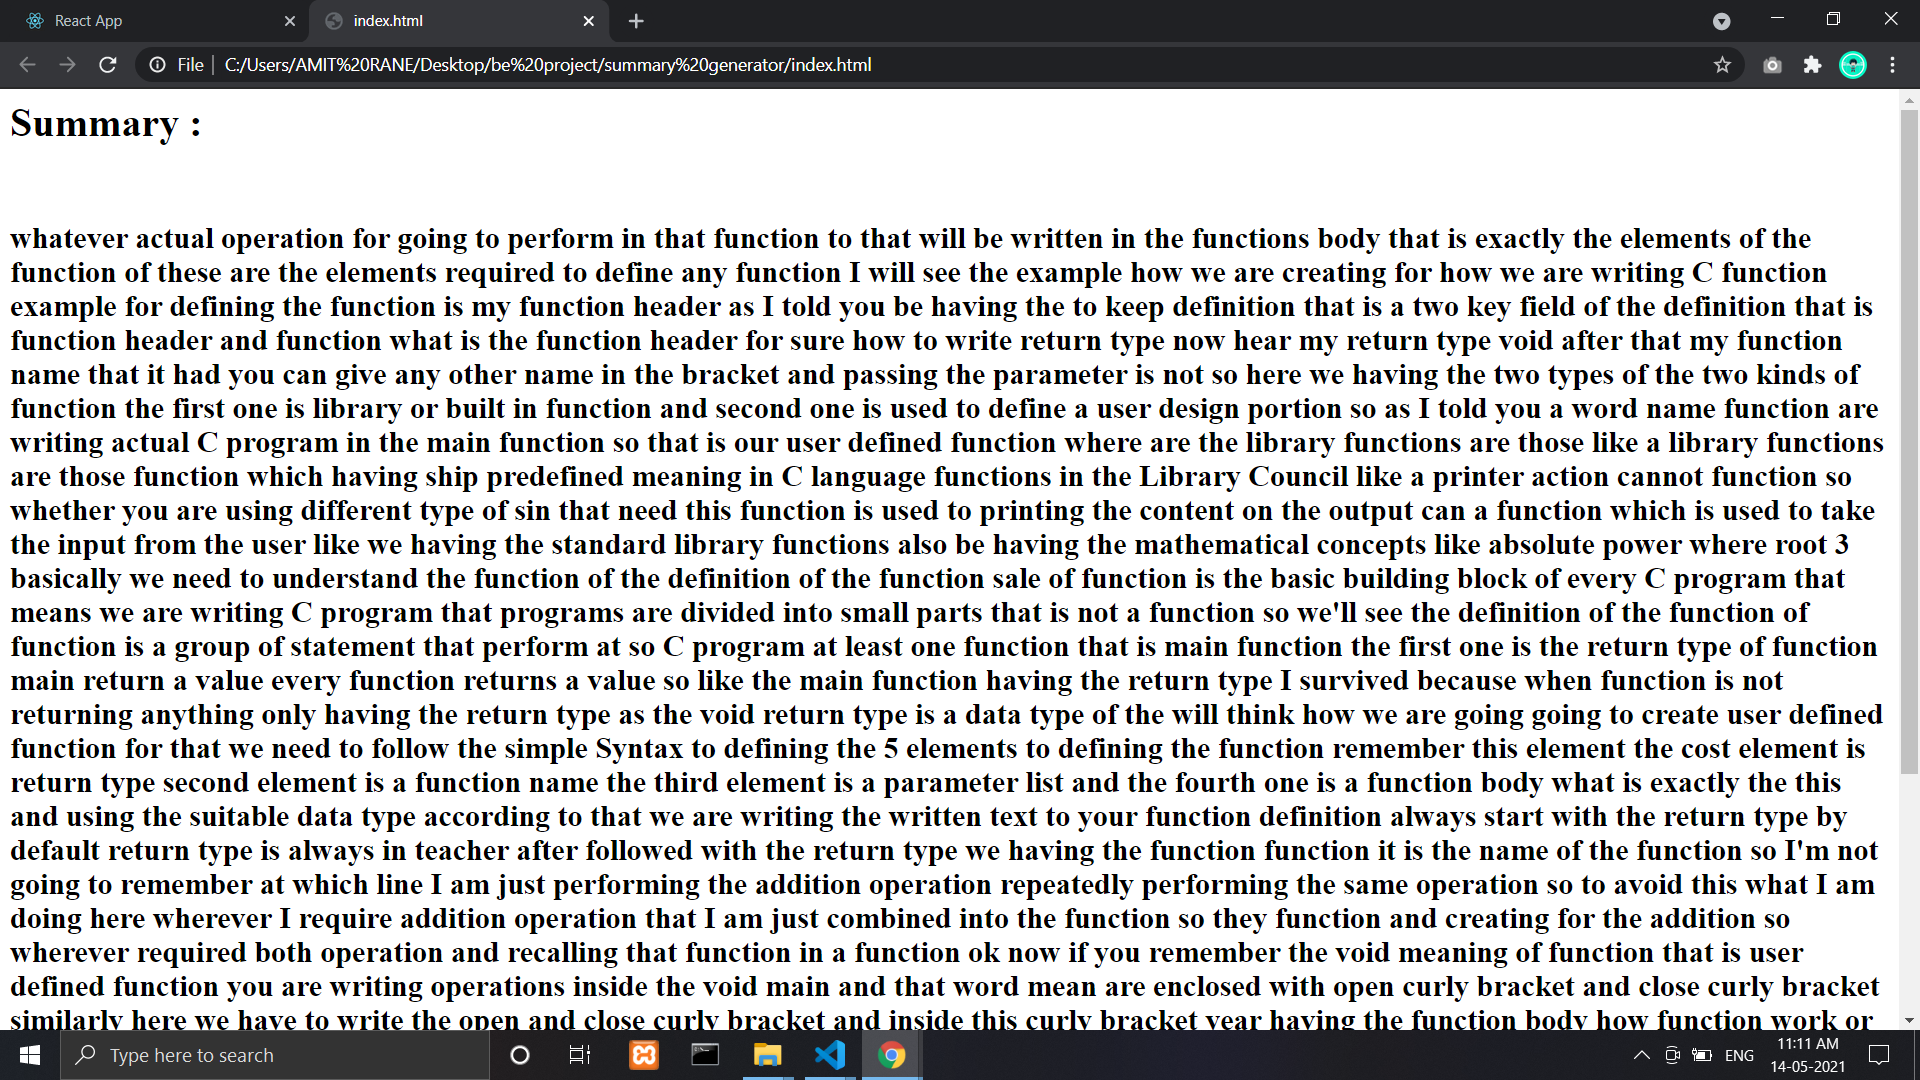 React App
index.html
File
C:/Users/AMIT%20RANE/Desktop/be%20project/summary%20generator/index.html
Summary :
whatever actual operation for going to perform in that function to that will be written in the functions body that is exactly the elements of the
function of these are the elements required to define any function I will see the example how we are creating for how we are writing C function
example for defining the function is my function header as I told you be having the to keep definition that is a two key field of the definition that is
function header and function what is the function header for sure how to write return type now hear my return type void after that my function
name that it had you can give any other name in the bracket and passing the parameter is not so here we having the two types of the two kinds of
function the first one is library or built in function and second one is used to define a user design portion so as I told you a word name function are
writing actual C program in the main function so that is our user defined function where are the library functions are those like a library functions
are those function which having ship predefined meaning in C language functions in the Library Council like a printer action cannot function so
whether you are using different type of sin that need this function is used to printing the content on the output can a function which is used to take
the input from the user like we having the standard library functions also be having the mathematical concepts like absolute power where root 3
basically we need to understand the function of the definition of the function sale of function is the basic building block of every C program that
means we are writing C program that programs are divided into small parts that is not a function so we'll see the definition of the function of
function is a group of statement that perform at so C program at least one function that is main function the first one is the return type of function
main return a value every function returns a value so like the main function having the return type I survived because when function is not
returning anything only having the return type as the void return type is a data type of the will think how we are going going to create user defined
function for that we need to follow the simple Syntax to defining the 5 elements to defining the function remember this element the cost element is
return type second element is a function name the third element is a parameter list and the fourth one is a function body what is exactly the this
and using the suitable data type according to that we are writing the written text to your function definition always start with the return type by
default return type is always in teacher after followed with the return type we having the function function it is the name of the function so I'm not
going to remember at which line I am just performing the addition operation repeatedly performing the same operation so to avoid this what I am
doing here wherever I require addition operation that I am just combined into the function so they function and creating for the addition so
wherever required both operation and recalling that function in a function ok now if you remember the void meaning of function that is user
defined function you are writing operations inside the void main and that word mean are enclosed with open curly bracket and close curly bracket
similarly here we have to write the open and close curly bracket and inside this curly bracket year having the function body how function work or
Type here to search
ENG
11:11 AM
14-05-2021